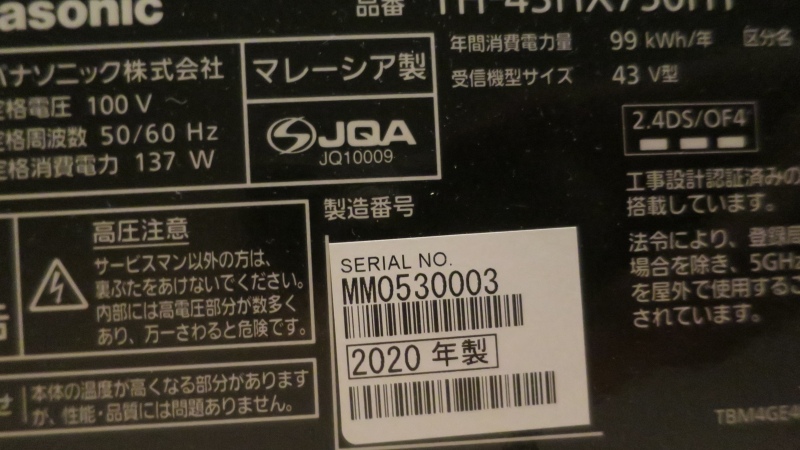 asonic
品番
年間消費電力量 99 kWh/年 区分名
受信機型サイズ 43 V型
パナソニック株式会社
定格電圧 100 V ～
定格周波数 50/60 Hz
定格消費電力 137 W
マレーシア製
JQA
JQ10009
2.4DS/OF4
工事設計認証済みの
搭載しています。
法令により、登録局
場合を除き、5GHz
を屋外で使用するこ
されています。
製造番号
SERIAL NO.
MM0530003
2020 年製
高圧注意
サービスマン以外の方は、
裏ぶたをあけないでください。
内部には高電圧部分が数多く
あり、万一さわると危険です。
告
せ
本体の温度が高くなる部分があります
が、性能・品質には問題ありません。
TBM4GE4